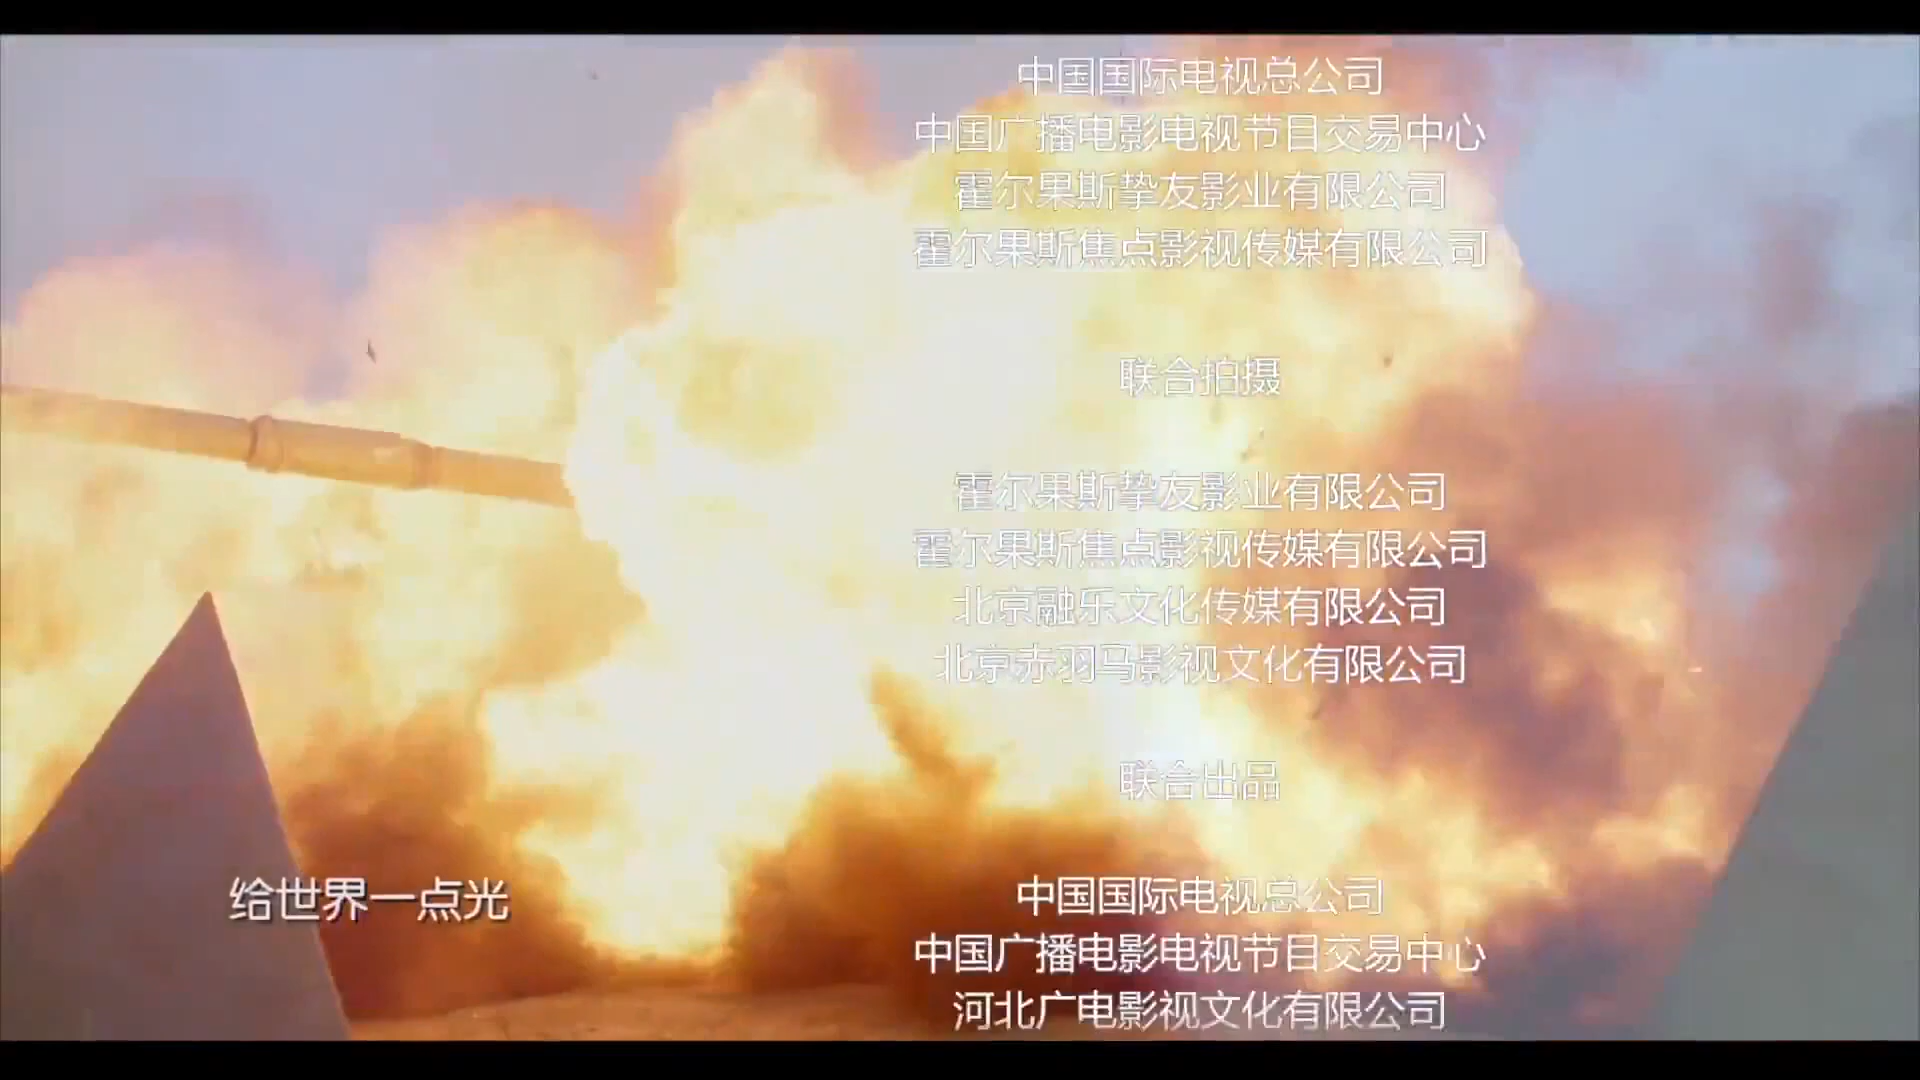 中国国际电视总公司
中国广播电影电视节目交易中心
霍尔果斯挚友影业有限公司
霍尔果斯焦点影视传媒有限公司
联合拍摄
霍尔果斯挚友影业有限公司
霍尔果斯焦点影视传媒有限公司
北京融乐文化传媒有限公司
北京赤羽马影视文化有限公司
联合出品
给世界一点光
中国国际电视总公司
中国广播电影电视节目交易中心
河北广电影视文化有限公司